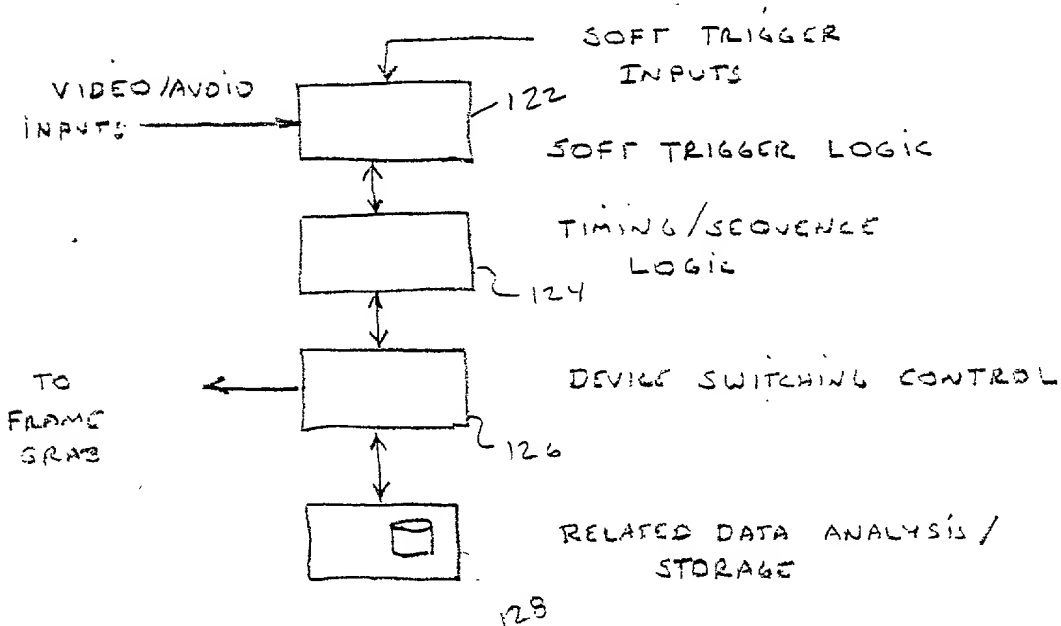 SOFT TRIGGER
INPUTS
VIDEO/AUDIO
INPUTS
122
SOFT TRIGGER LOGIC
TIMING/SEQUENCE
LOGIC
124
DEVICE SWITCHING CONTROL
TO
FRAME
GRAB
126
RELATED DATA ANALYSIS/
STORAGE
128